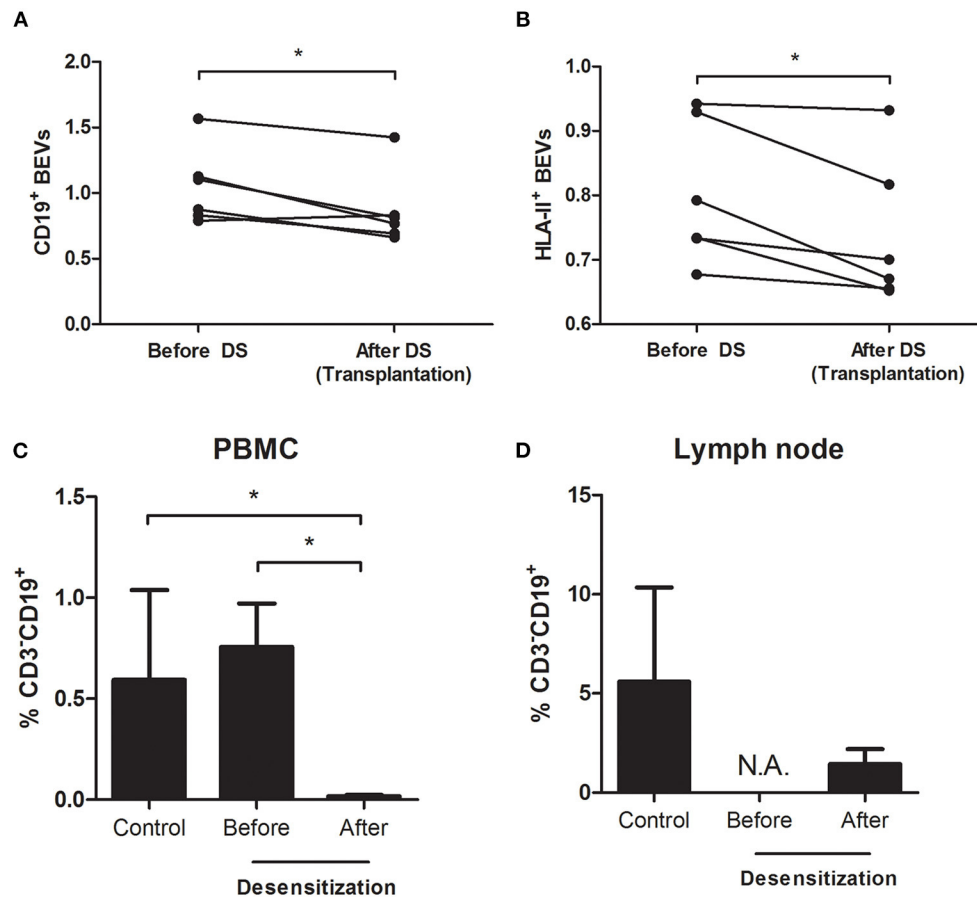 A
CD19+ BEVs
2.0
1.5
1.0
0.5
0.0
*
Before DS
After DS
(Transplantation)
B
HLA-II+ BEVs
1.0
0.9
0.8
0.7
0.6
*
Before DS
After DS
(Transplantation)
C
PBMC
% CD3-CD19+
1.5
1.0
0.5
0.0
*
*
Control
Before
After
Desensitization
D
Lymph node
% CD3-CD19+
15
10
5
0
N.A.
Control
Before
After
Desensitization